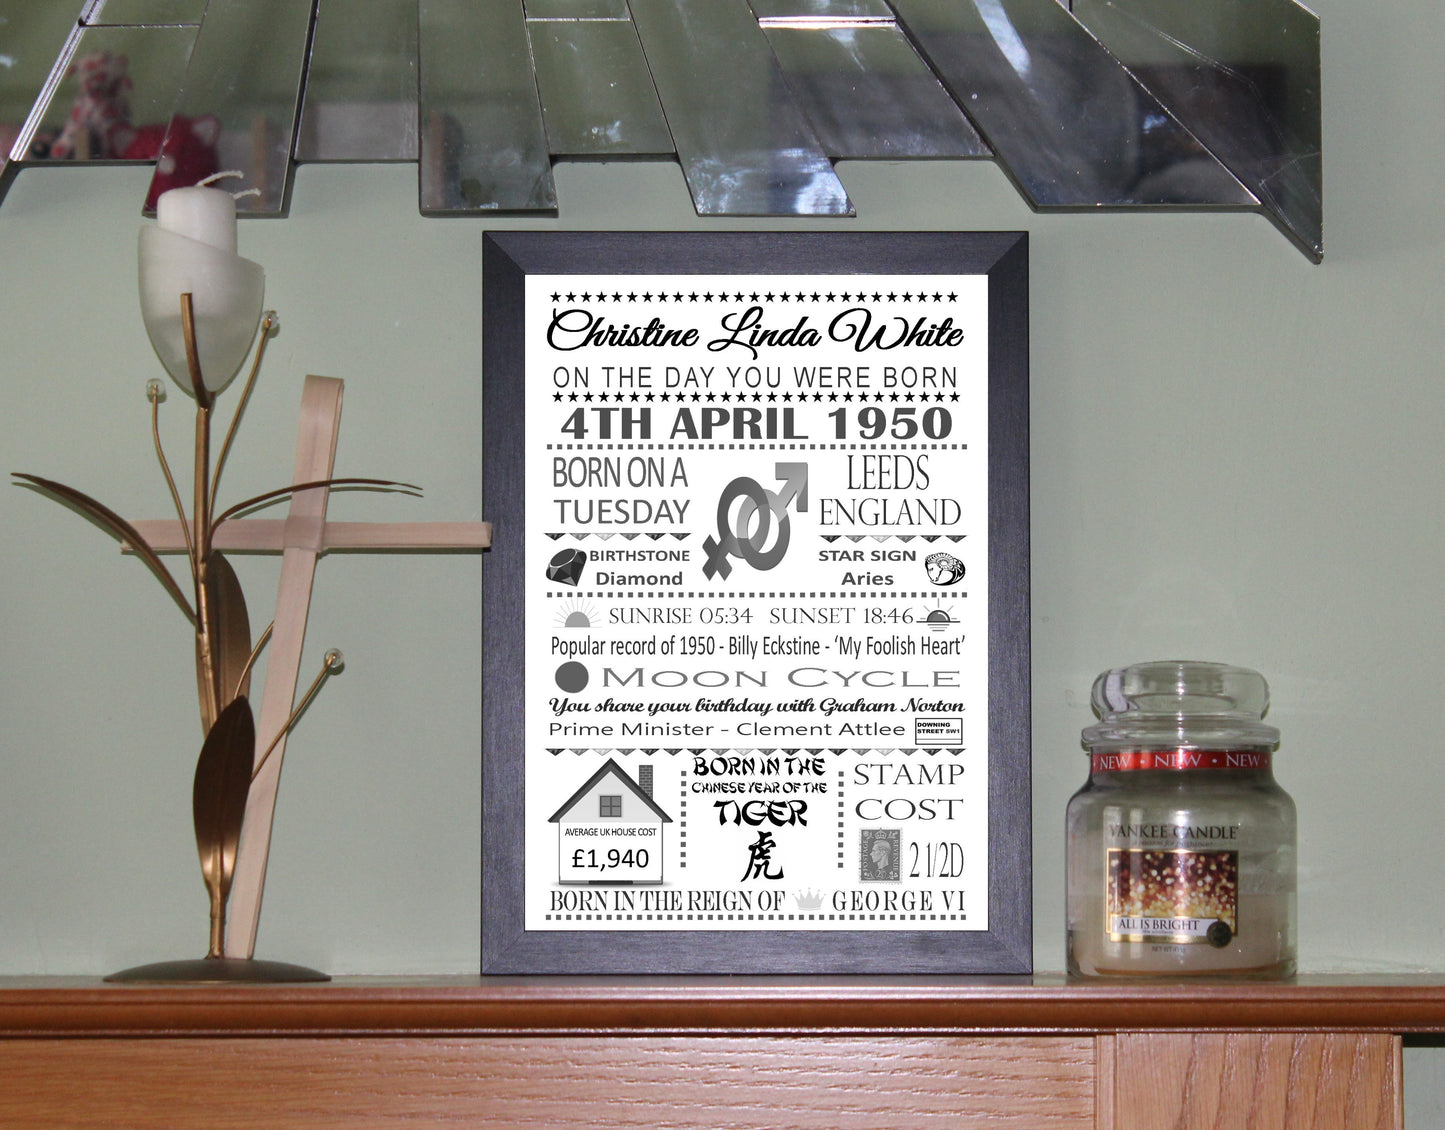 Christine Linda White
ON THE DAY YOU WERE BORN
4TH APRIL 1950
BORN ON A
TUESDAY
LEEDS
ENGLAND
BIRTHSTONE
Diamond
STAR SIGN
Aries
SUNRISE 05:34 SUNSET 18:46
Popular record of 1950 - Billy Eckstine - ‘My Foolish Heart’
MOON CYCLE
You share your birthday with Graham Norton
Prime Minister - Clement Attlee
DOWNING
STREET SW1
AVERAGE UK HOUSE COST
£1,940
BORN IN THE
CHINESE YEAR OF THE
TIGER
虎
STAMP
COST
2 1/2D
BORN IN THE REIGN OF GEORGE VI
NEW • NEW • NEW
YANKEE CANDLE
a passion for fragrance
ALL IS BRIGHT